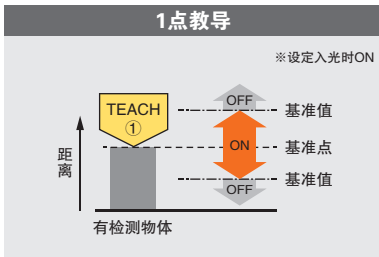 1点教导
※设定入光时ON
TEACH
①
OFF
基准值
ON
基准点
基准值
OFF
距离
有检测物体